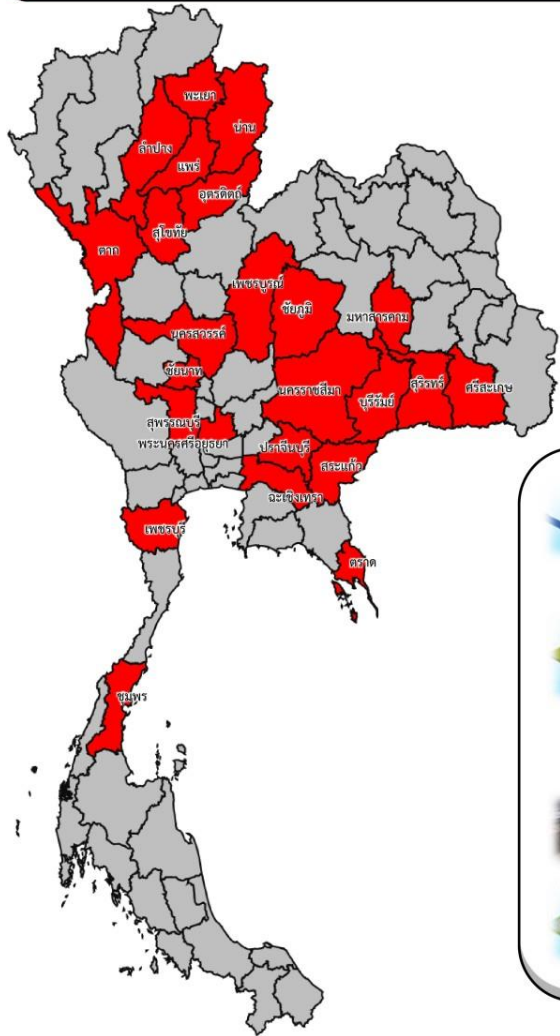 พะเยา
น่าน
ลำปาง
แพร่
อุตรดิตถ์
สุโขทัย
ตาก
เพชรบูรณ์
ชัยภูมิ
มหาสารคาม
นครสวรรค์
ชัยนาท
นครราชสีมา
บุรีรัมย์
สุริรทร์
ศรีสะเกษ
สุพรรณบุรี
พระนครศรีอยุธยา
ปราจีนบุรี
สระแก้ว
ฉะเชิงเทรา
เพชรบุรี
ตราด
ชุมพร